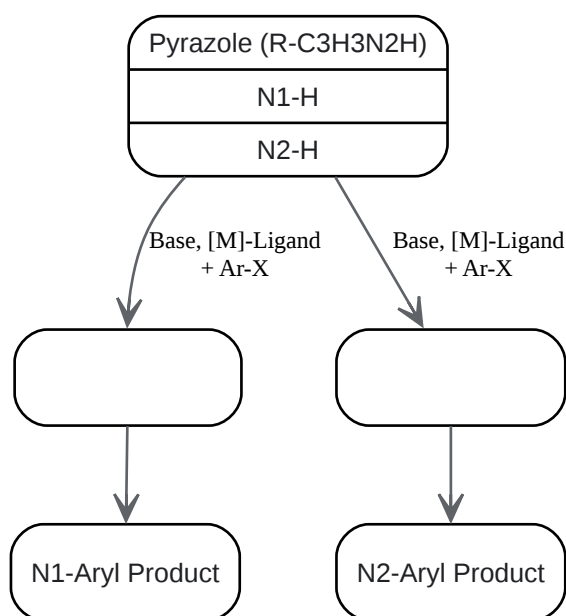 Pyrazole (R-C3H3N2H)
N1-H
N2-H
Base, [M]-Ligand
+ Ar-X
Base, [M]-Ligand
+ Ar-X
N1-Aryl Product
N2-Aryl Product